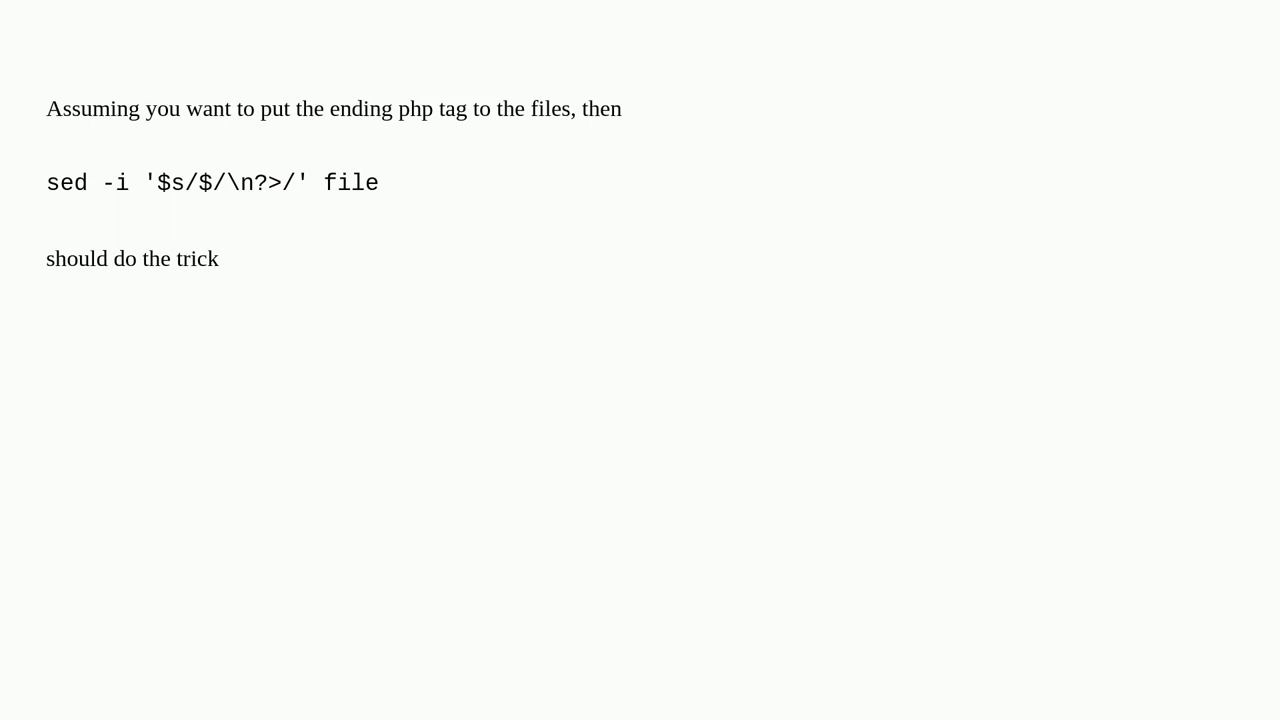 Assuming you want to put the ending php tag to the files, then
sed -i '$s/$/\n?>/' file
should do the trick